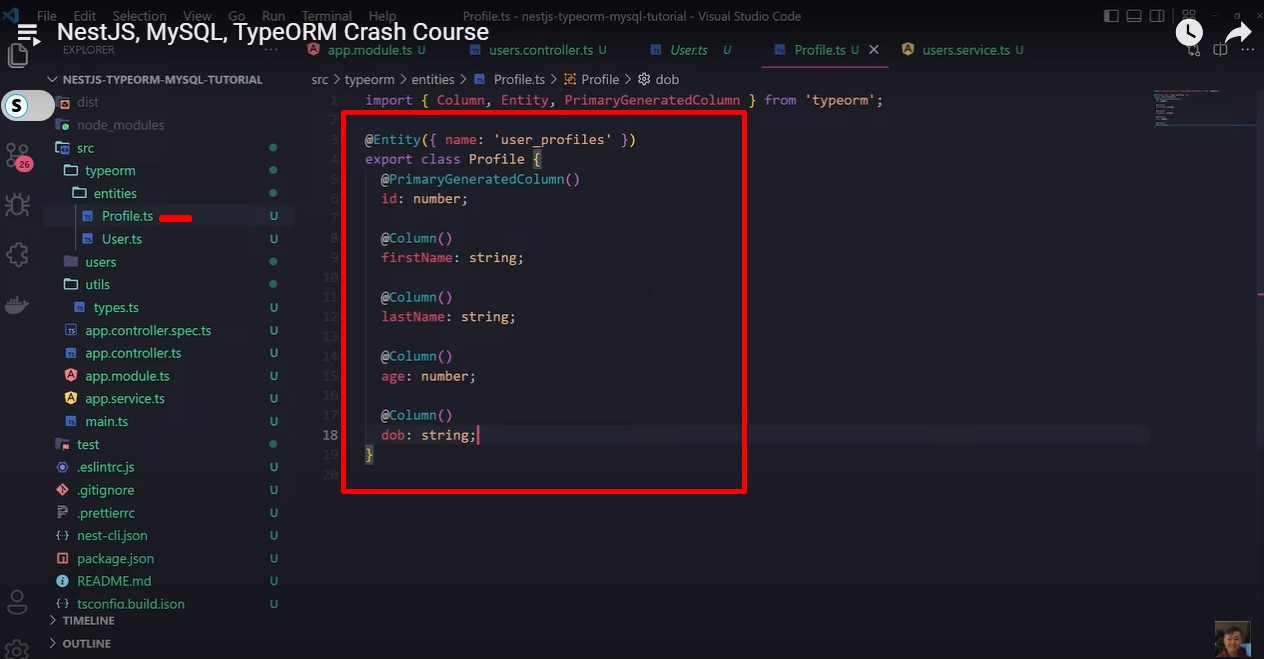 File Edit Selection View Go Run Terminal Help
Profile.ts - nestjs-typeorm-mysql-tutorial - Visual Studio Code
NestJS, MySQL, TypeORM Crash Course
EXPLORER
app.module.ts U
users.controller.ts U
User.ts U
Profile.ts U
users.service.ts U
S
26
NESTJS-TYPEORM-MYSQL-TUTORIAL
dist
node_modules
src
typeorm
entities
Profile.ts U
User.ts U
users
utils
types.ts U
app.controller.spec.ts U
app.controller.ts U
app.module.ts U
app.service.ts U
main.ts U
test
.eslintrc.js U
.gitignore U
.prettierrc U
nest-cli.json U
package.json U
README.md U
tsconfig.build.json U
TIMELINE
OUTLINE
src > typeorm > entities > Profile.ts > Profile > dob
1 import { Column, Entity, PrimaryGeneratedColumn } from 'typeorm';
2
3 @Entity({ name: 'user_profiles' })
4 export class Profile {
5 @PrimaryGeneratedColumn()
6 id: number;
7
8 @Column()
9 firstName: string;
10
11 @Column()
12 lastName: string;
13
14 @Column()
15 age: number;
16
17 @Column()
18 dob: string;
19 }
20